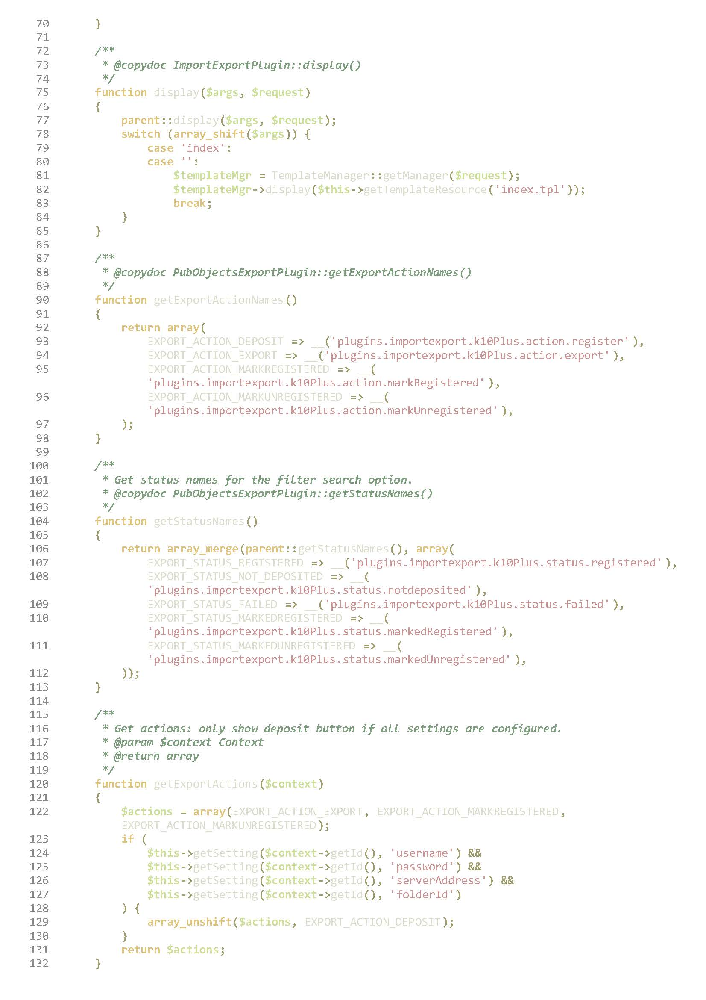 70 }
71
72 /**
73 * @copydoc ImportExportPlugin::display()
74 */
75 function display($args, $request)
76 {
77 parent::display($args, $request);
78 switch (array_shift($args)) {
79 case 'index':
80 case '':
81 $templateMgr = TemplateManager::getManager($request);
82 $templateMgr->display($this->getTemplateResource('index.tpl'));
83 break;
84 }
85 }
86
87 /**
88 * @copydoc PubObjectsExportPlugin::getExportActionNames()
89 */
90 function getExportActionNames()
91 {
92 return array(
93 EXPORT_ACTION_DEPOSIT => __('plugins.importexport.k10Plus.action.register'),
94 EXPORT_ACTION_EXPORT => __('plugins.importexport.k10Plus.action.export'),
95 EXPORT_ACTION_MARKREGISTERED => __(
'plugins.importexport.k10Plus.action.markRegistered'),
96 EXPORT_ACTION_MARKUNREGISTERED => __(
'plugins.importexport.k10Plus.action.markUnregistered'),
97 );
98 }
99
100 /**
101 * Get status names for the filter search option.
102 * @copydoc PubObjectsExportPlugin::getStatusNames()
103 */
104 function getStatusNames()
105 {
106 return array_merge(parent::getStatusNames(), array(
107 EXPORT_STATUS_REGISTERED => __('plugins.importexport.k10Plus.status.registered'),
108 EXPORT_STATUS_NOT_DEPOSITED => __(
'plugins.importexport.k10Plus.status.notdeposited'),
109 EXPORT_STATUS_FAILED => __('plugins.importexport.k10Plus.status.failed'),
110 EXPORT_STATUS_MARKEDREGISTERED => __(
'plugins.importexport.k10Plus.status.markedRegistered'),
111 EXPORT_STATUS_MARKEDUNREGISTERED => __(
'plugins.importexport.k10Plus.status.markedUnregistered'),
112 ));
113 }
114
115 /**
116 * Get actions: only show deposit button if all settings are configured.
117 * @param $context Context
118 * @return array
119 */
120 function getExportActions($context)
121 {
122 $actions = array(EXPORT_ACTION_EXPORT, EXPORT_ACTION_MARKREGISTERED,
EXPORT_ACTION_MARKUNREGISTERED);
123 if (
124 $this->getSetting($context->getId(), 'username') &&
125 $this->getSetting($context->getId(), 'password') &&
126 $this->getSetting($context->getId(), 'serverAddress') &&
127 $this->getSetting($context->getId(), 'folderId')
128 ) {
129 array_unshift($actions, EXPORT_ACTION_DEPOSIT);
130 }
131 return $actions;
132 }